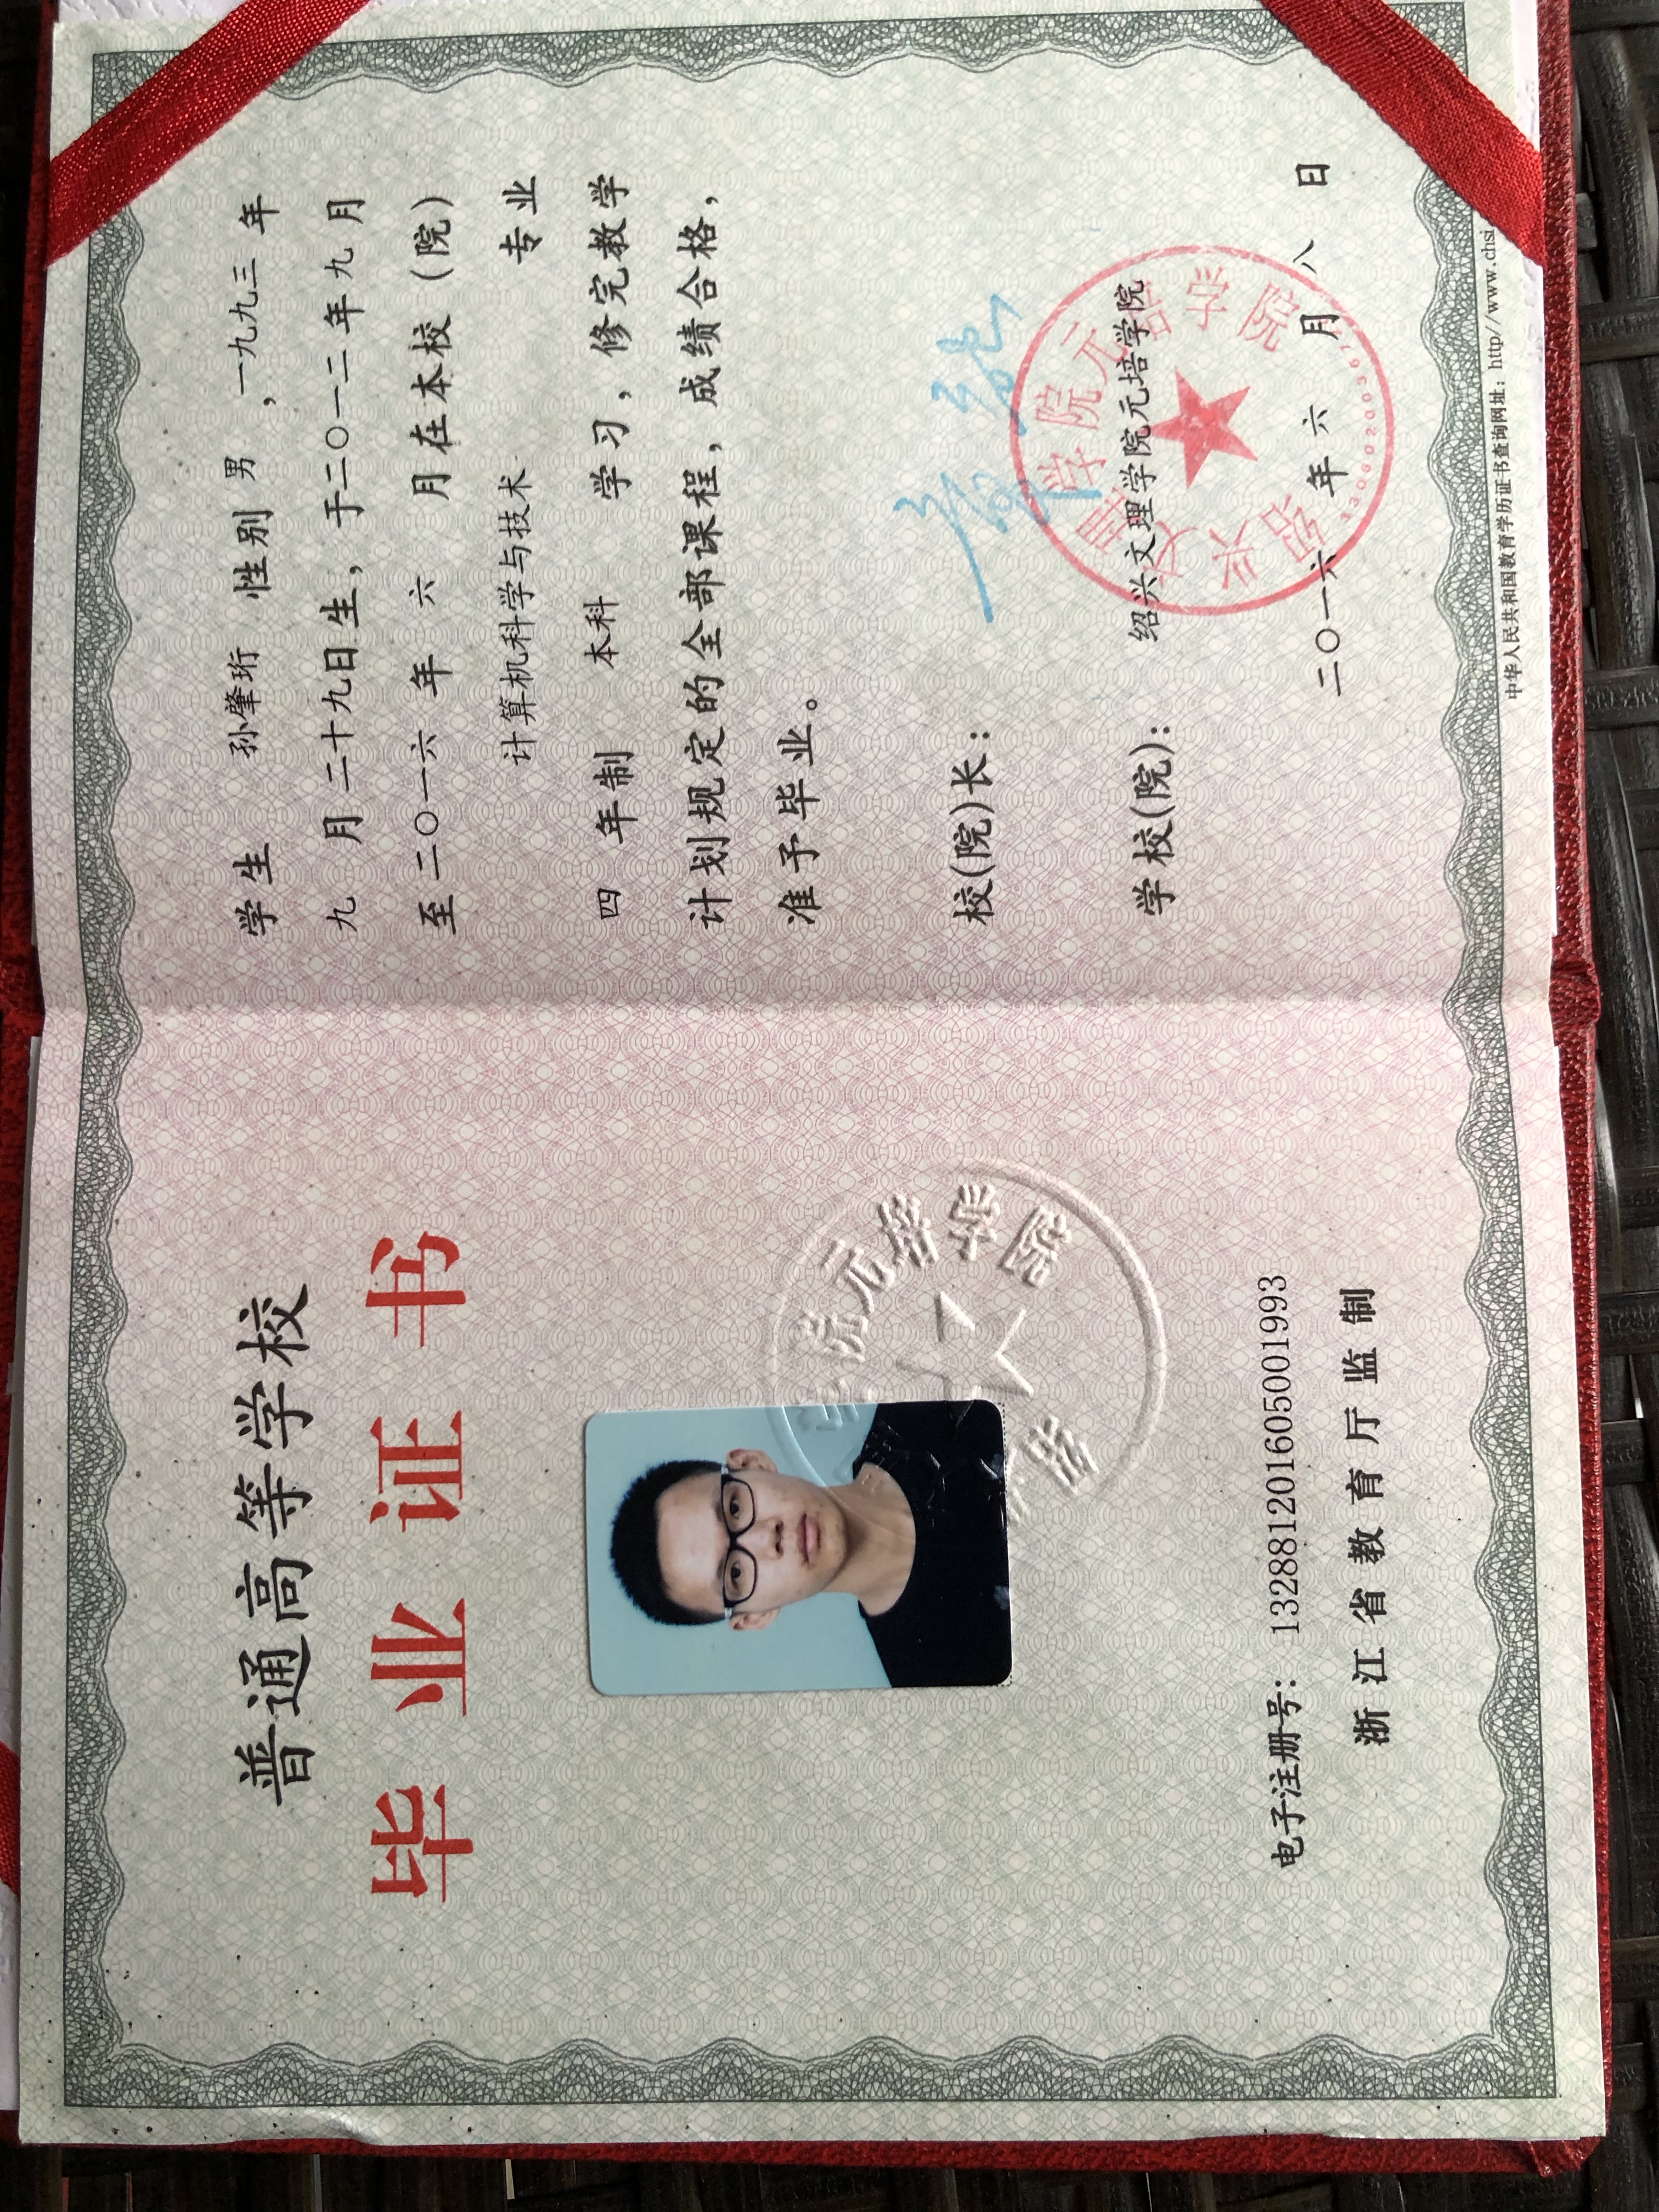 普通高等学校
毕业证书
学院元培学院
电子注册号： 132881201605001993
浙江省教育厅监制
学生 孙肇珩 性别 男 ，一九九三 年
九 月 二十九日生，于二〇一二年九月
至二〇一六 年 六 月在本校（院）
计算机科学与技术 专业
四 年制 本科 学习，修完教学
计划规定的全部课程，成绩合格，
准予毕业。
校(院)长：
学校(院)： 绍兴文理学院元培学院
绍兴文理学院元培学院
二〇一六 年 六 月 八 日
中华人民共和国教育学历证书查询网址：http//www.chsi